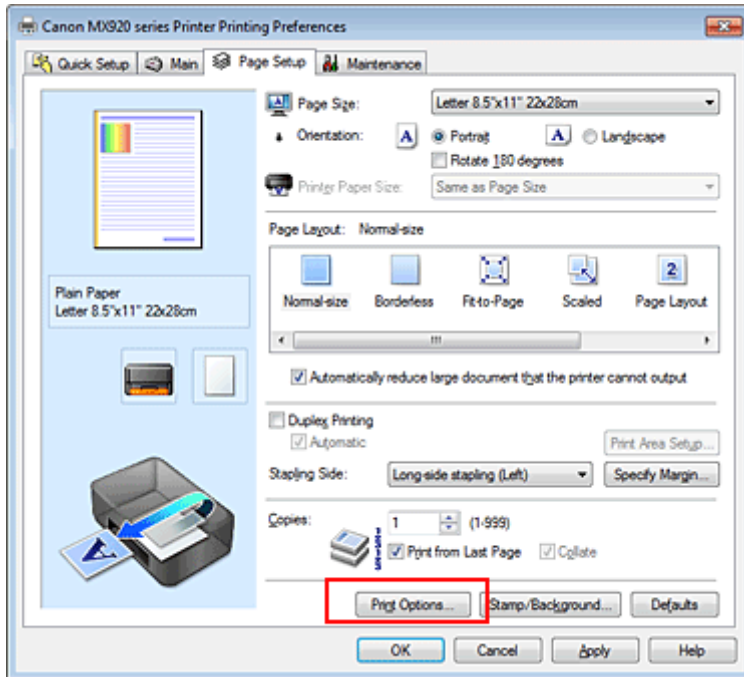 Canon MX920 series Printer Printing Preferences
Quick Setup Main Page Setup Maintenance
Page Size: Letter 8.5"x11" 22x28cm
Orientation: A Portrait A Landscape
Rotate 180 degrees
Printer Paper Size: Same as Page Size
Page Layout: Normal-size
2
Normal-size Borderless Fit-to-Page Scaled Page Layout
Plain Paper
Letter 8.5"x11" 22x28cm
Automatically reduce large document that the printer cannot output
Duplex Printing
Automatic Print Area Setup...
Stapling Side: Long-side stapling (Left) Specify Margin...
Copies: 1 (1-999)
Print from Last Page Collate
A
Print Options... Stamp/Background... Defaults
OK Cancel Apply Help